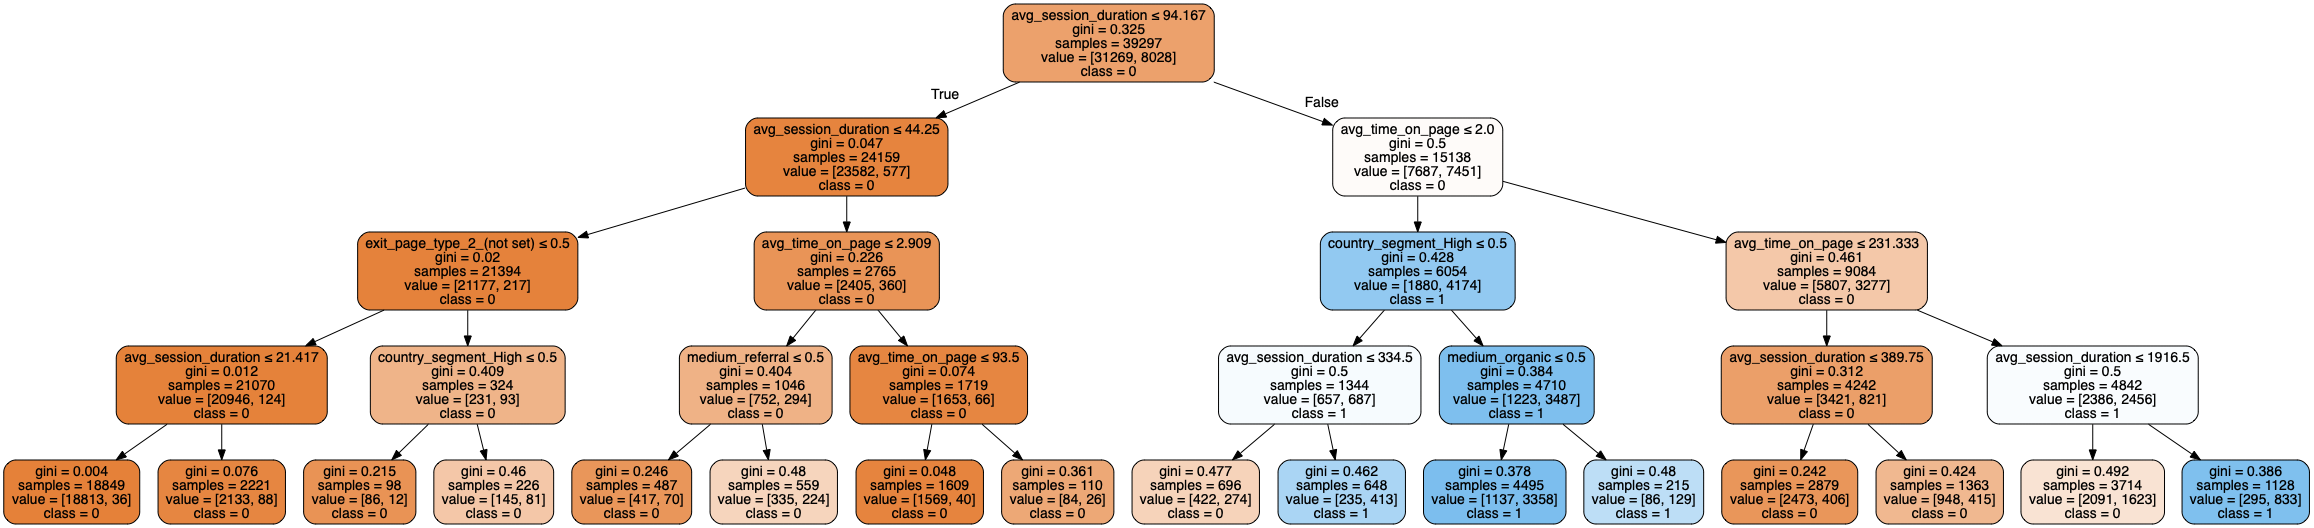 avg_session_duration ≤ 94.167
gini = 0.325
samples = 39297
value = [31269, 8028]
class = 0
True
False
avg_session_duration ≤ 44.25
gini = 0.047
samples = 24159
value = [23582, 577]
class = 0
avg_time_on_page ≤ 2.0
gini = 0.5
samples = 15138
value = [7687, 7451]
class = 0
exit_page_type_2_(not set) ≤ 0.5
gini = 0.02
samples = 21394
value = [21177, 217]
class = 0
avg_time_on_page ≤ 2.909
gini = 0.226
samples = 2765
value = [2405, 360]
class = 0
country_segment_High ≤ 0.5
gini = 0.428
samples = 6054
value = [1880, 4174]
class = 1
avg_time_on_page ≤ 231.333
gini = 0.461
samples = 9084
value = [5807, 3277]
class = 0
avg_session_duration ≤ 21.417
gini = 0.012
samples = 21070
value = [20946, 124]
class = 0
country_segment_High ≤ 0.5
gini = 0.409
samples = 324
value = [231, 93]
class = 0
medium_referral ≤ 0.5
gini = 0.404
samples = 1046
value = [752, 294]
class = 0
avg_time_on_page ≤ 93.5
gini = 0.074
samples = 1719
value = [1653, 66]
class = 0
avg_session_duration ≤ 334.5
gini = 0.5
samples = 1344
value = [657, 687]
class = 1
medium_organic ≤ 0.5
gini = 0.384
samples = 4710
value = [1223, 3487]
class = 1
avg_session_duration ≤ 389.75
gini = 0.312
samples = 4242
value = [3421, 821]
class = 0
avg_session_duration ≤ 1916.5
gini = 0.5
samples = 4842
value = [2386, 2456]
class = 1
gini = 0.004
samples = 18849
value = [18813, 36]
class = 0
gini = 0.076
samples = 2221
value = [2133, 88]
class = 0
gini = 0.215
samples = 98
value = [86, 12]
class = 0
gini = 0.46
samples = 226
value = [145, 81]
class = 0
gini = 0.246
samples = 487
value = [417, 70]
class = 0
gini = 0.48
samples = 559
value = [335, 224]
class = 0
gini = 0.048
samples = 1609
value = [1569, 40]
class = 0
gini = 0.361
samples = 110
value = [84, 26]
class = 0
gini = 0.477
samples = 696
value = [422, 274]
class = 0
gini = 0.462
samples = 648
value = [235, 413]
class = 1
gini = 0.378
samples = 4495
value = [1137, 3358]
class = 1
gini = 0.48
samples = 215
value = [86, 129]
class = 1
gini = 0.242
samples = 2879
value = [2473, 406]
class = 0
gini = 0.424
samples = 1363
value = [948, 415]
class = 0
gini = 0.492
samples = 3714
value = [2091, 1623]
class = 0
gini = 0.386
samples = 1128
value = [295, 833]
class = 1